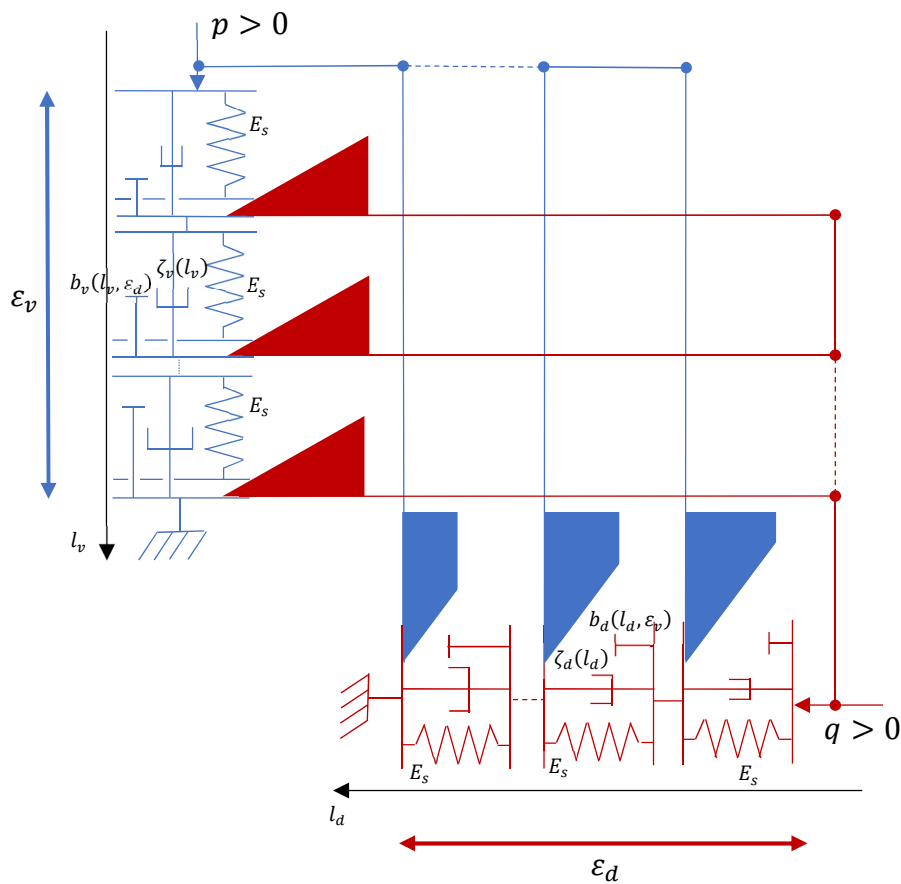 p > 0
E_s
ζ_v(l_v)
b_v(l_v, ε_d)
E_s
ε_v
E_s
l_v
b_d(l_d, ε_v)
ζ_d(l_d)
q > 0
E_s
E_s
E_s
l_d
ε_d